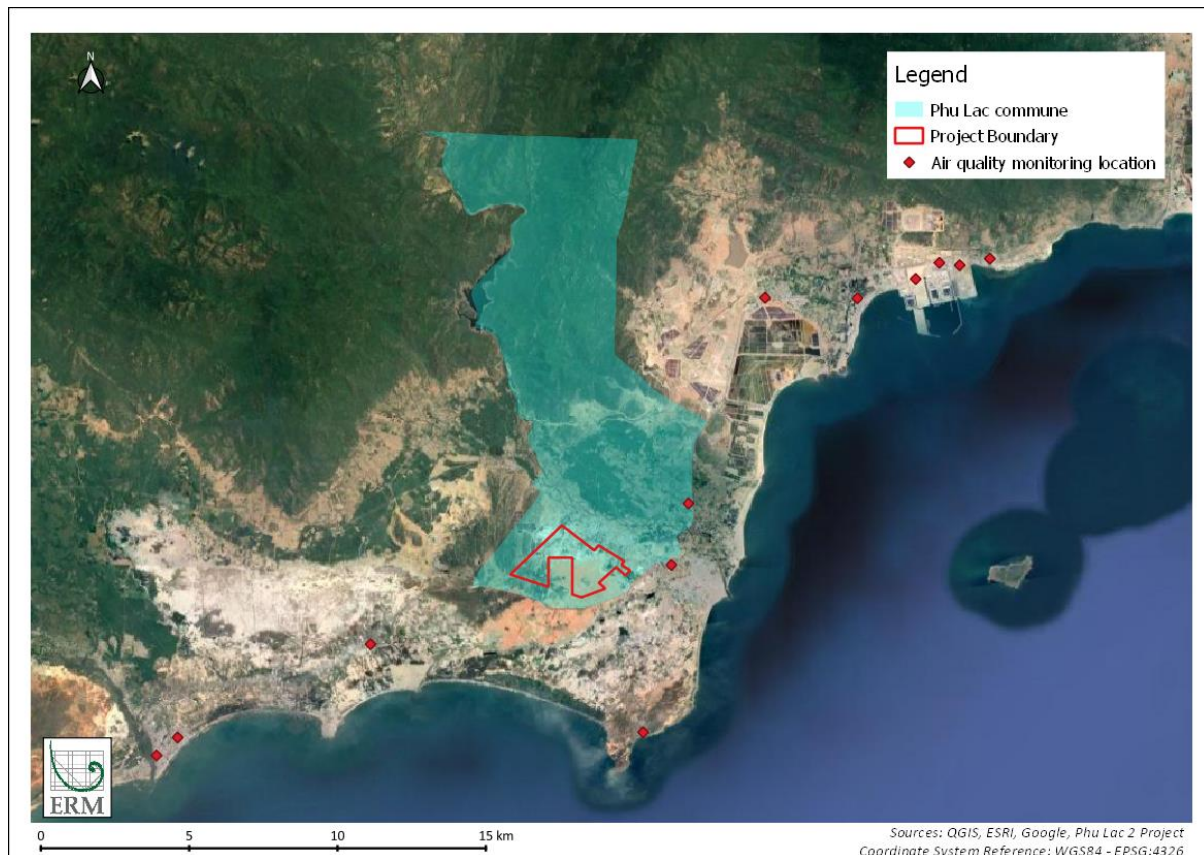 N
Legend
Phu Lac commune
Project Boundary
Air quality monitoring location
ERM
0 5 10 15 km
Sources: QGIS, ESRI, Google, Phu Lac 2 Project
Coordinate System Reference: WGS84 - EPSG:4326